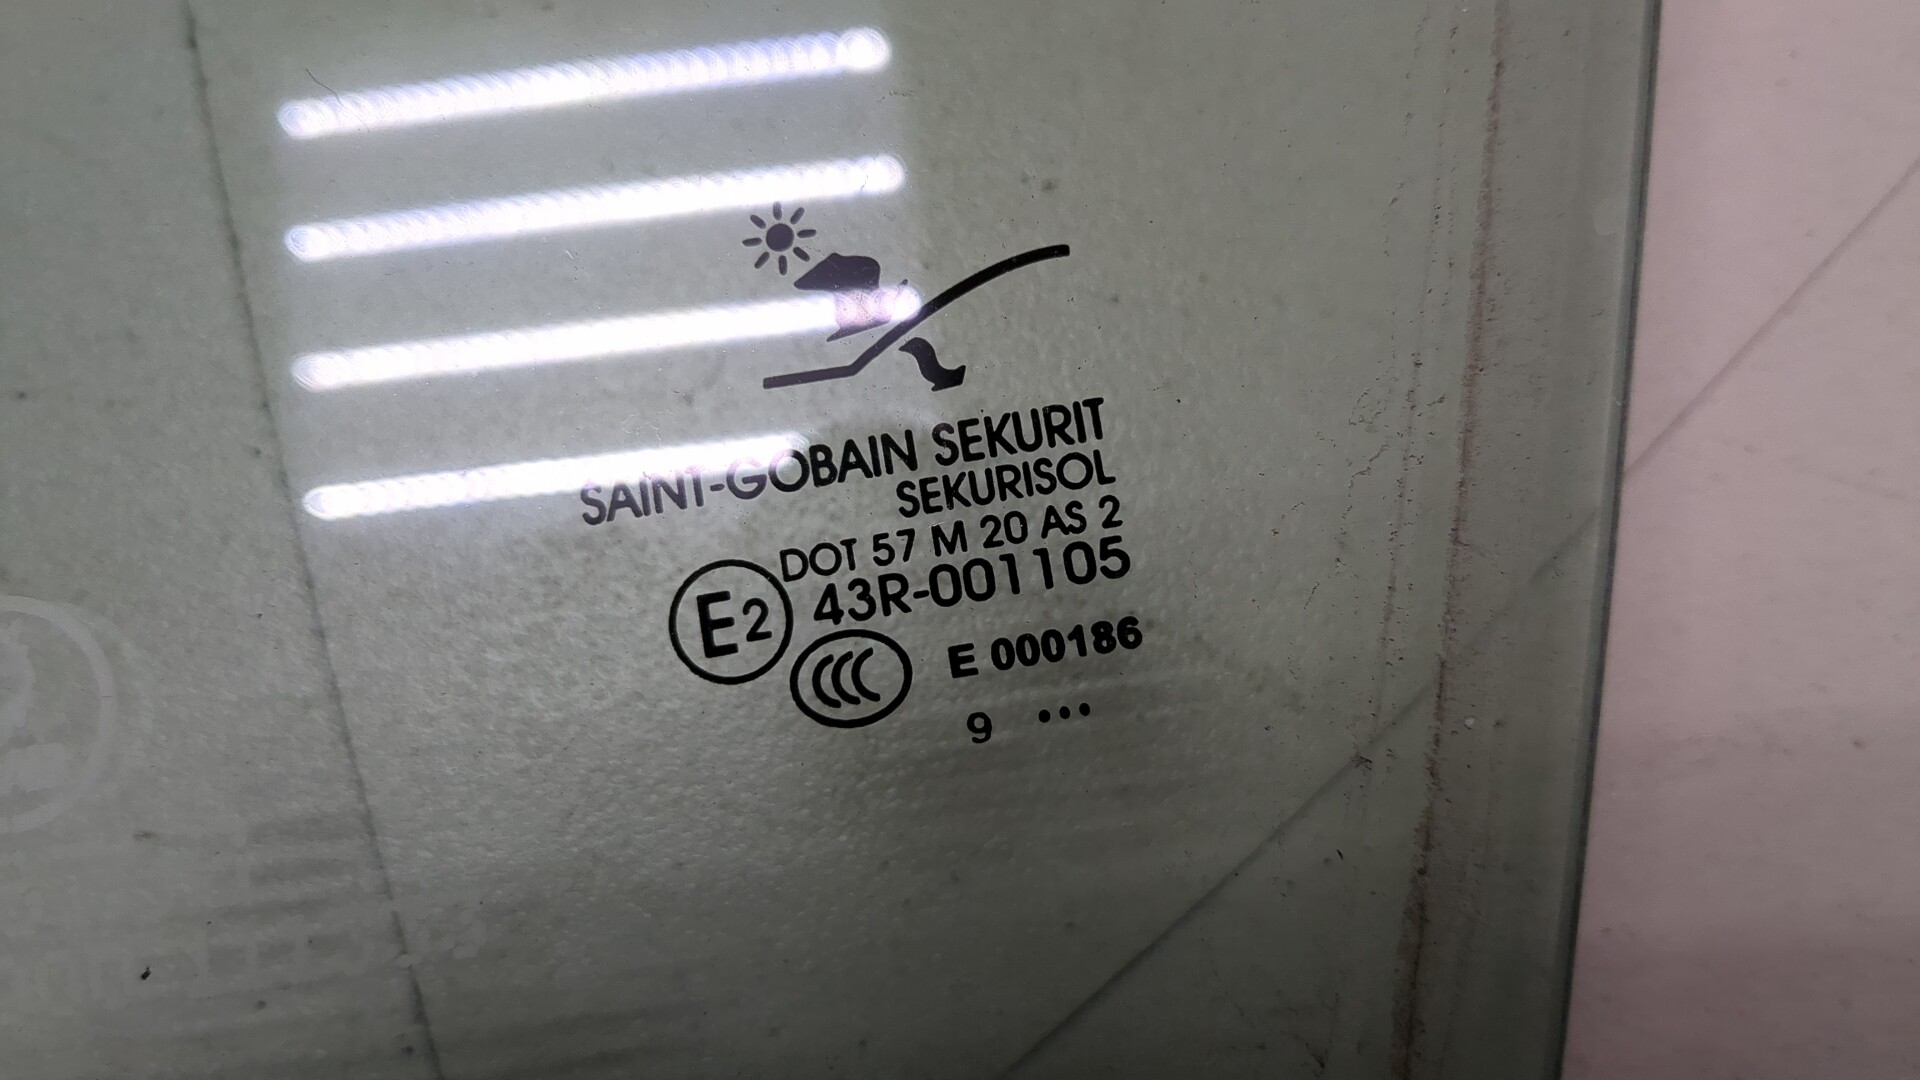 SAINT-GOBAIN SEKURIT
SEKURISOL
DOT 57 M 20 AS 2
E2 43R-001105
CCC E 000186
9 ...